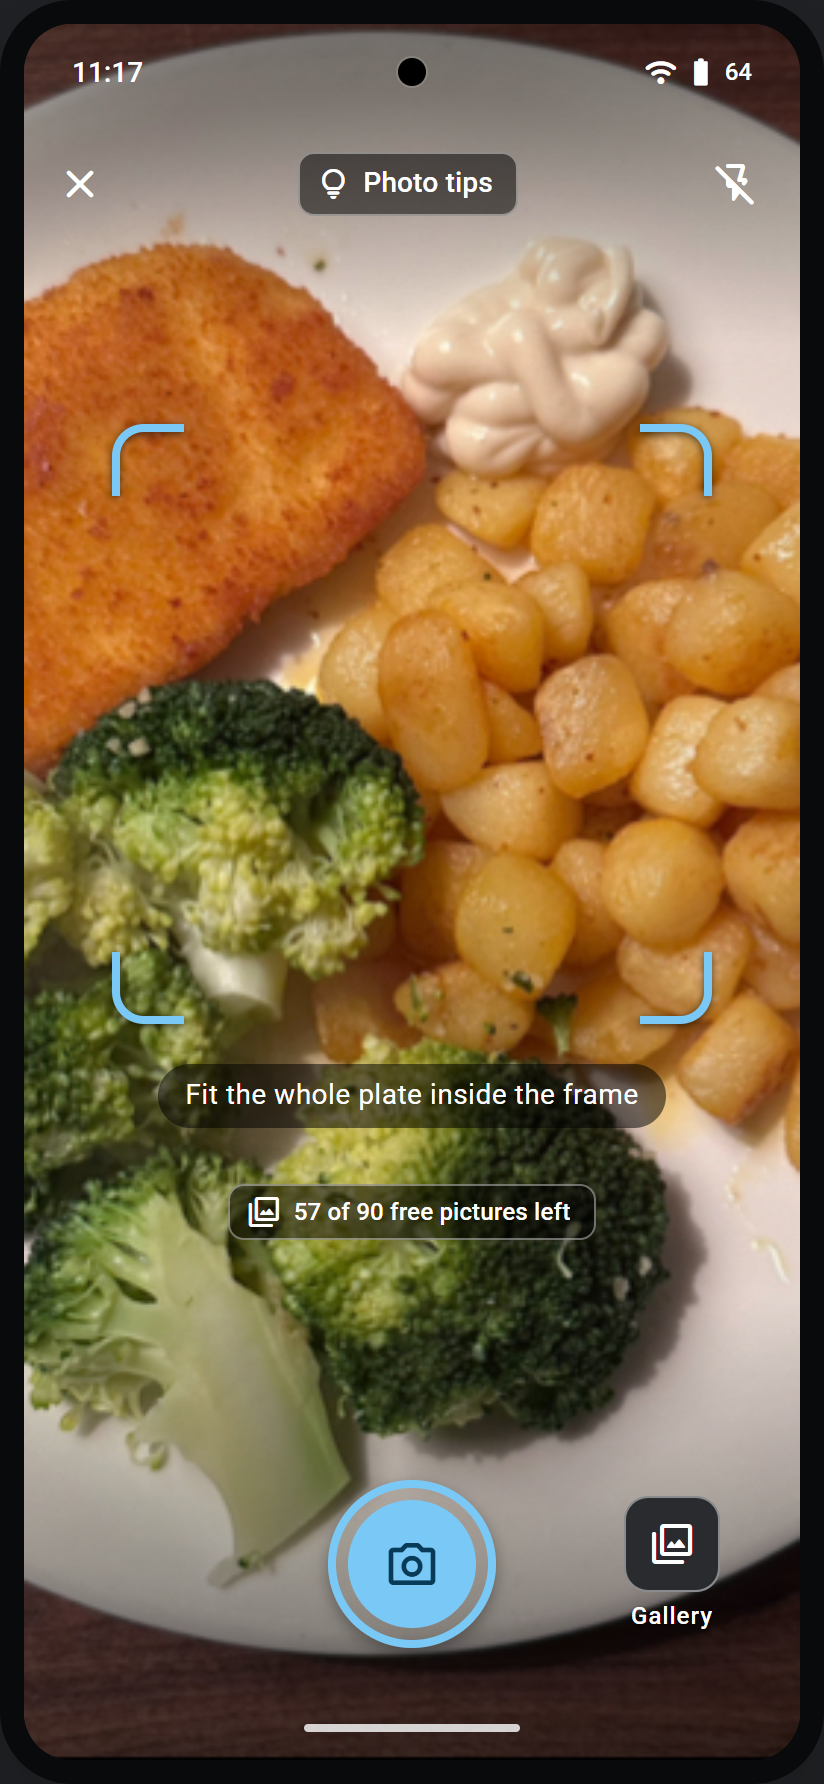 11:17
64
Photo tips
Fit the whole plate inside the frame
57 of 90 free pictures left
Gallery